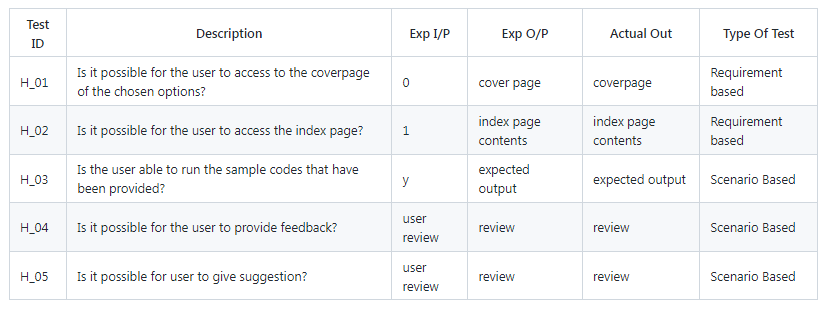 Test ID Description Exp I/P Exp O/P Actual Out Type Of Test
H_01 Is it possible for the user to access to the coverpage of the chosen options? 0 cover page coverpage Requirement based
H_02 Is it possible for the user to access the index page? 1 index page contents index page contents Requirement based
H_03 Is the user able to run the sample codes that have been provided? y expected output expected output Scenario Based
H_04 Is it possible for the user to provide feedback? user review review review Scenario Based
H_05 Is it possible for user to give suggestion? user review review review Scenario Based